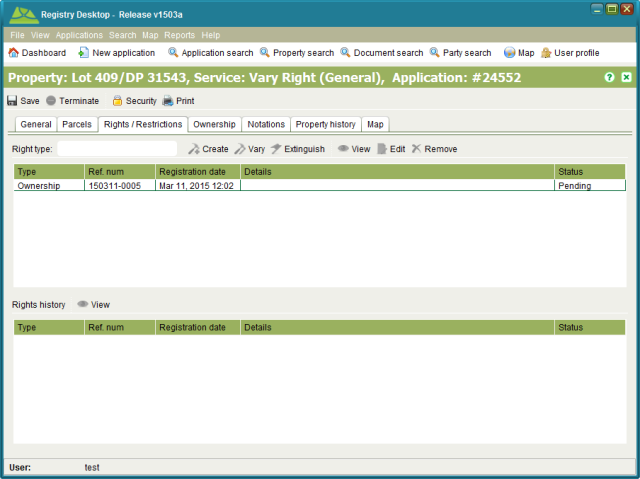 Registry Desktop - Release v1503a
File View Applications Search Map Reports Help
Dashboard New application Application search Property search Document search Party search Map User profile
Property: Lot 409/DP 31543, Service: Vary Right (General), Application: #24552
Save Terminate Security Print
General Parcels Rights / Restrictions Ownership Notations Property history Map
Right type: Create Vary Extinguish View Edit Remove
Type Ref. num Registration date Details Status
Ownership 150311-0005 Mar 11, 2015 12:02 Pending
Rights history View
Type Ref. num Registration date Details Status
User: test